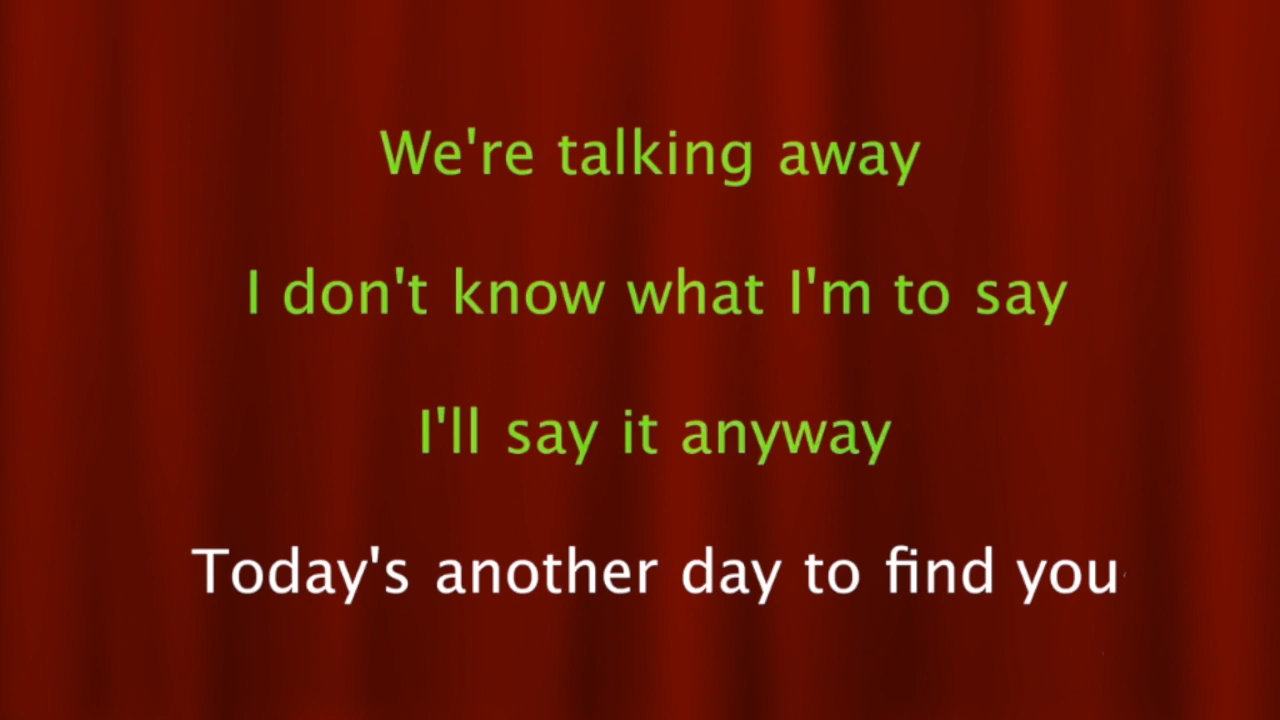 We're talking away
I don't know what I'm to say
I'll say it anyway
Today's another day to find you